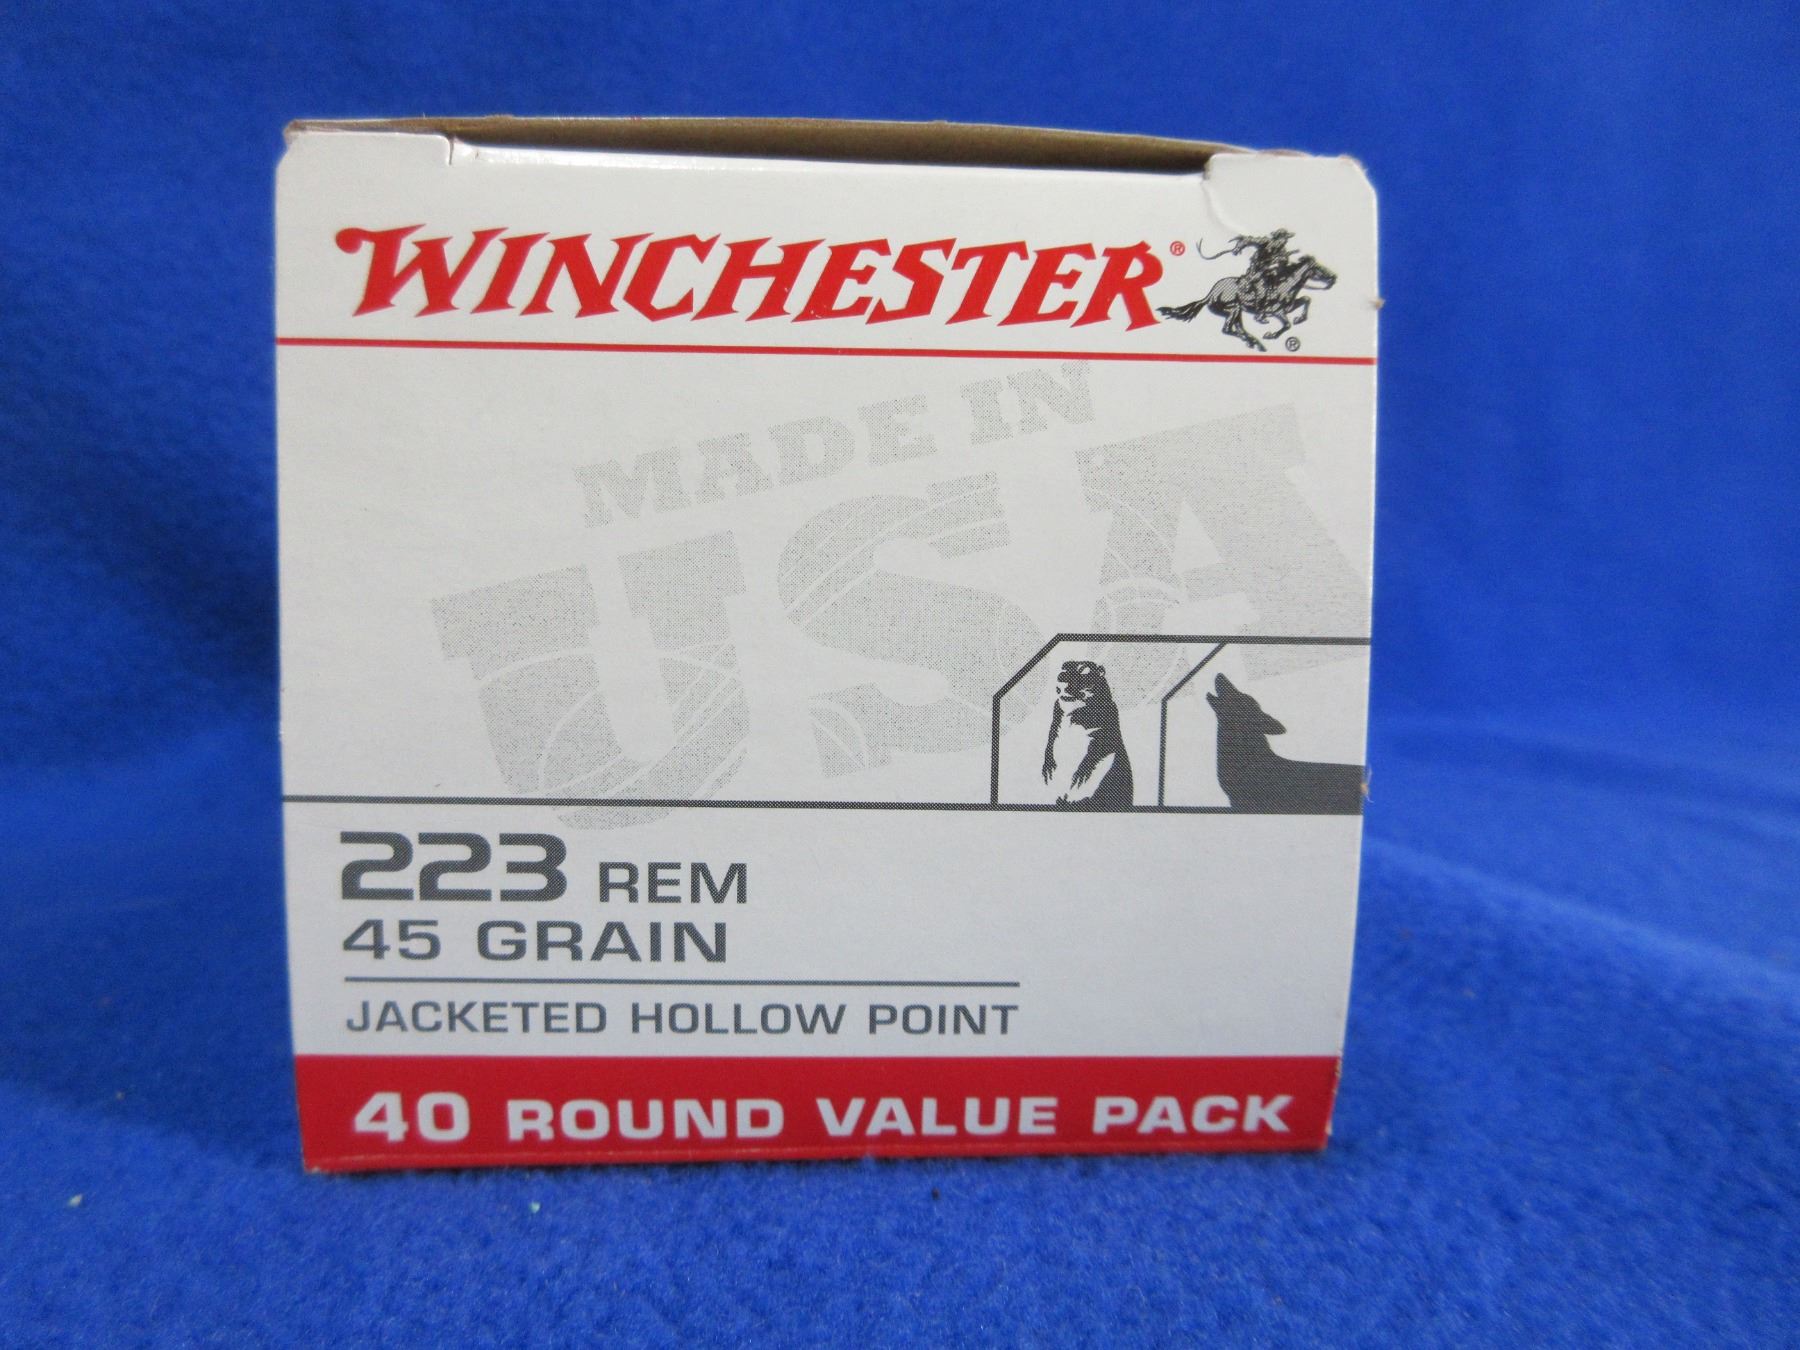 WINCHESTER®
®
MADE IN
USA
223 REM
45 GRAIN
JACKETED HOLLOW POINT
40 ROUND VALUE PACK